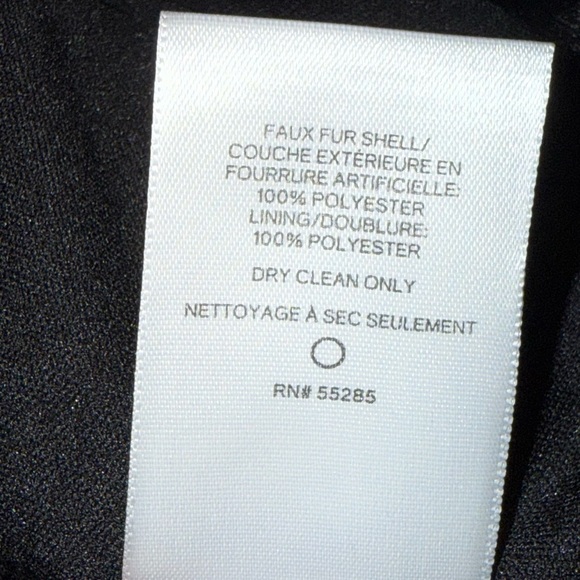 FAUX FUR SHELL/
COUCHE EXTÉRIEURE EN
FOURRURE ARTIFICIELLE:
100% POLYESTER
LINING/DOUBLURE:
100% POLYESTER
DRY CLEAN ONLY
NETTOYAGE À SEC SEULEMENT
RN# 55285